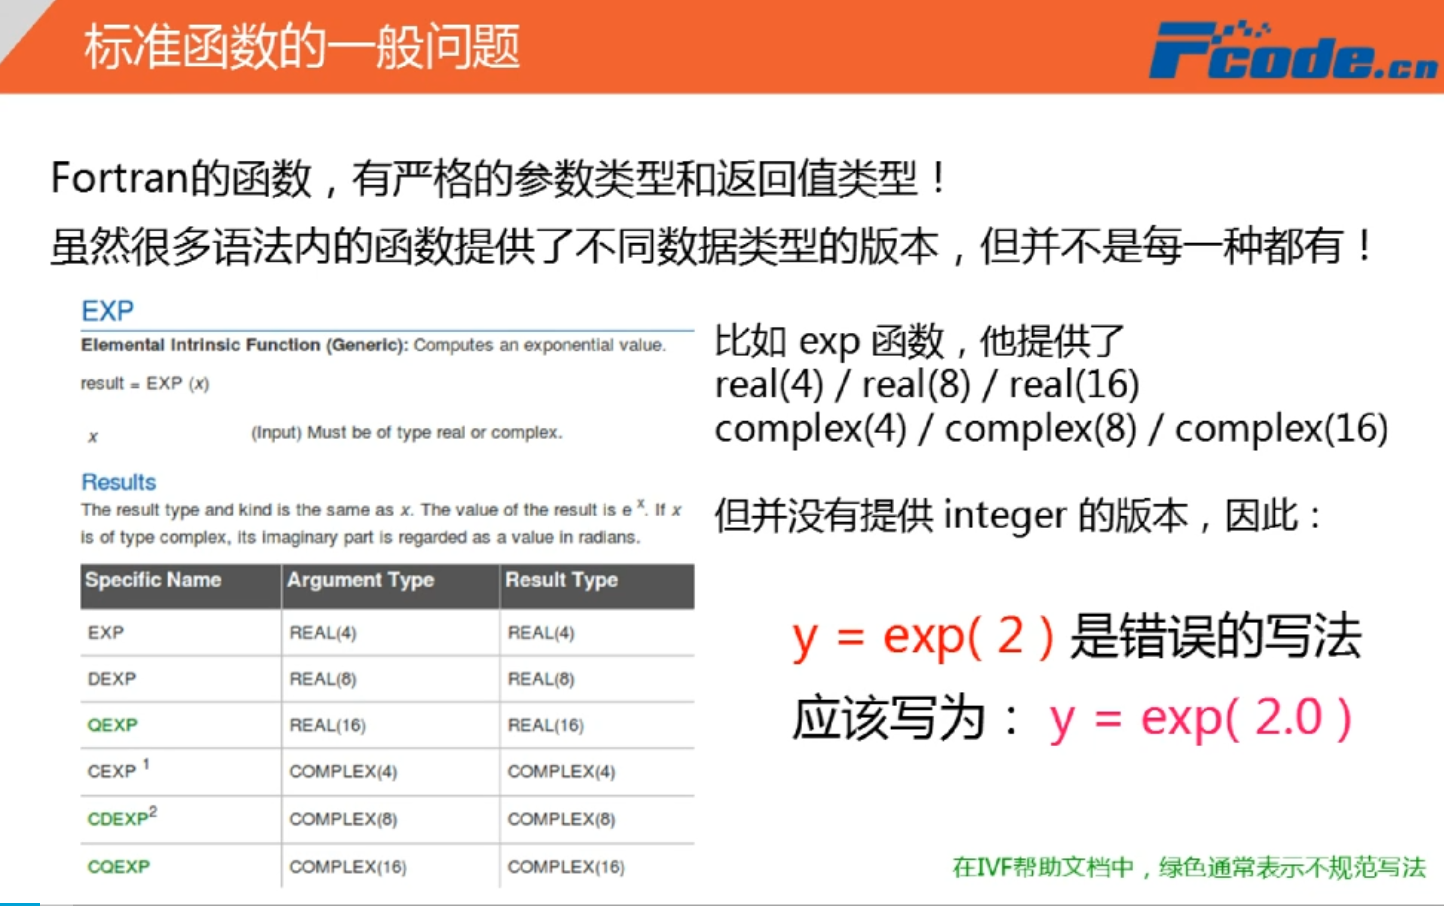 标准函数的一般问题
Fcode.cn
Fortran的函数，有严格的参数类型和返回值类型！
虽然很多语法内的函数提供了不同数据类型的版本，但并不是每一种都有！
EXP
Elemental Intrinsic Function (Generic): Computes an exponential value.
result = EXP (x)
x (Input) Must be of type real or complex.
Results
The result type and kind is the same as x. The value of the result is e x. If x
is of type complex, its imaginary part is regarded as a value in radians.
Specific Name Argument Type Result Type
EXP REAL(4) REAL(4)
DEXP REAL(8) REAL(8)
QEXP REAL(16) REAL(16)
CEXP 1 COMPLEX(4) COMPLEX(4)
CDEXP2 COMPLEX(8) COMPLEX(8)
CQEXP COMPLEX(16) COMPLEX(16)
比如 exp 函数，他提供了
real(4) / real(8) / real(16)
complex(4) / complex(8) / complex(16)
但并没有提供 integer 的版本，因此：
y = exp( 2 ) 是错误的写法
应该写为： y = exp( 2.0 )
在IVF帮助文档中，绿色通常表示不规范写法